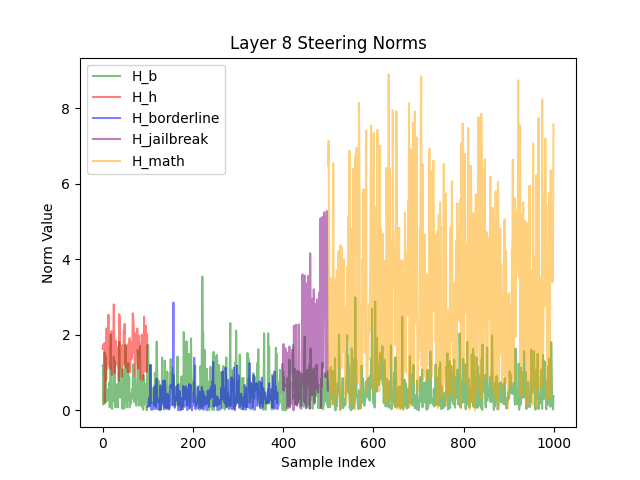 Layer 8 Steering Norms
H_b
H_h
H_borderline
H_jailbreak
H_math
8
6
4
2
0
Norm Value
0
200
400
600
800
1000
Sample Index